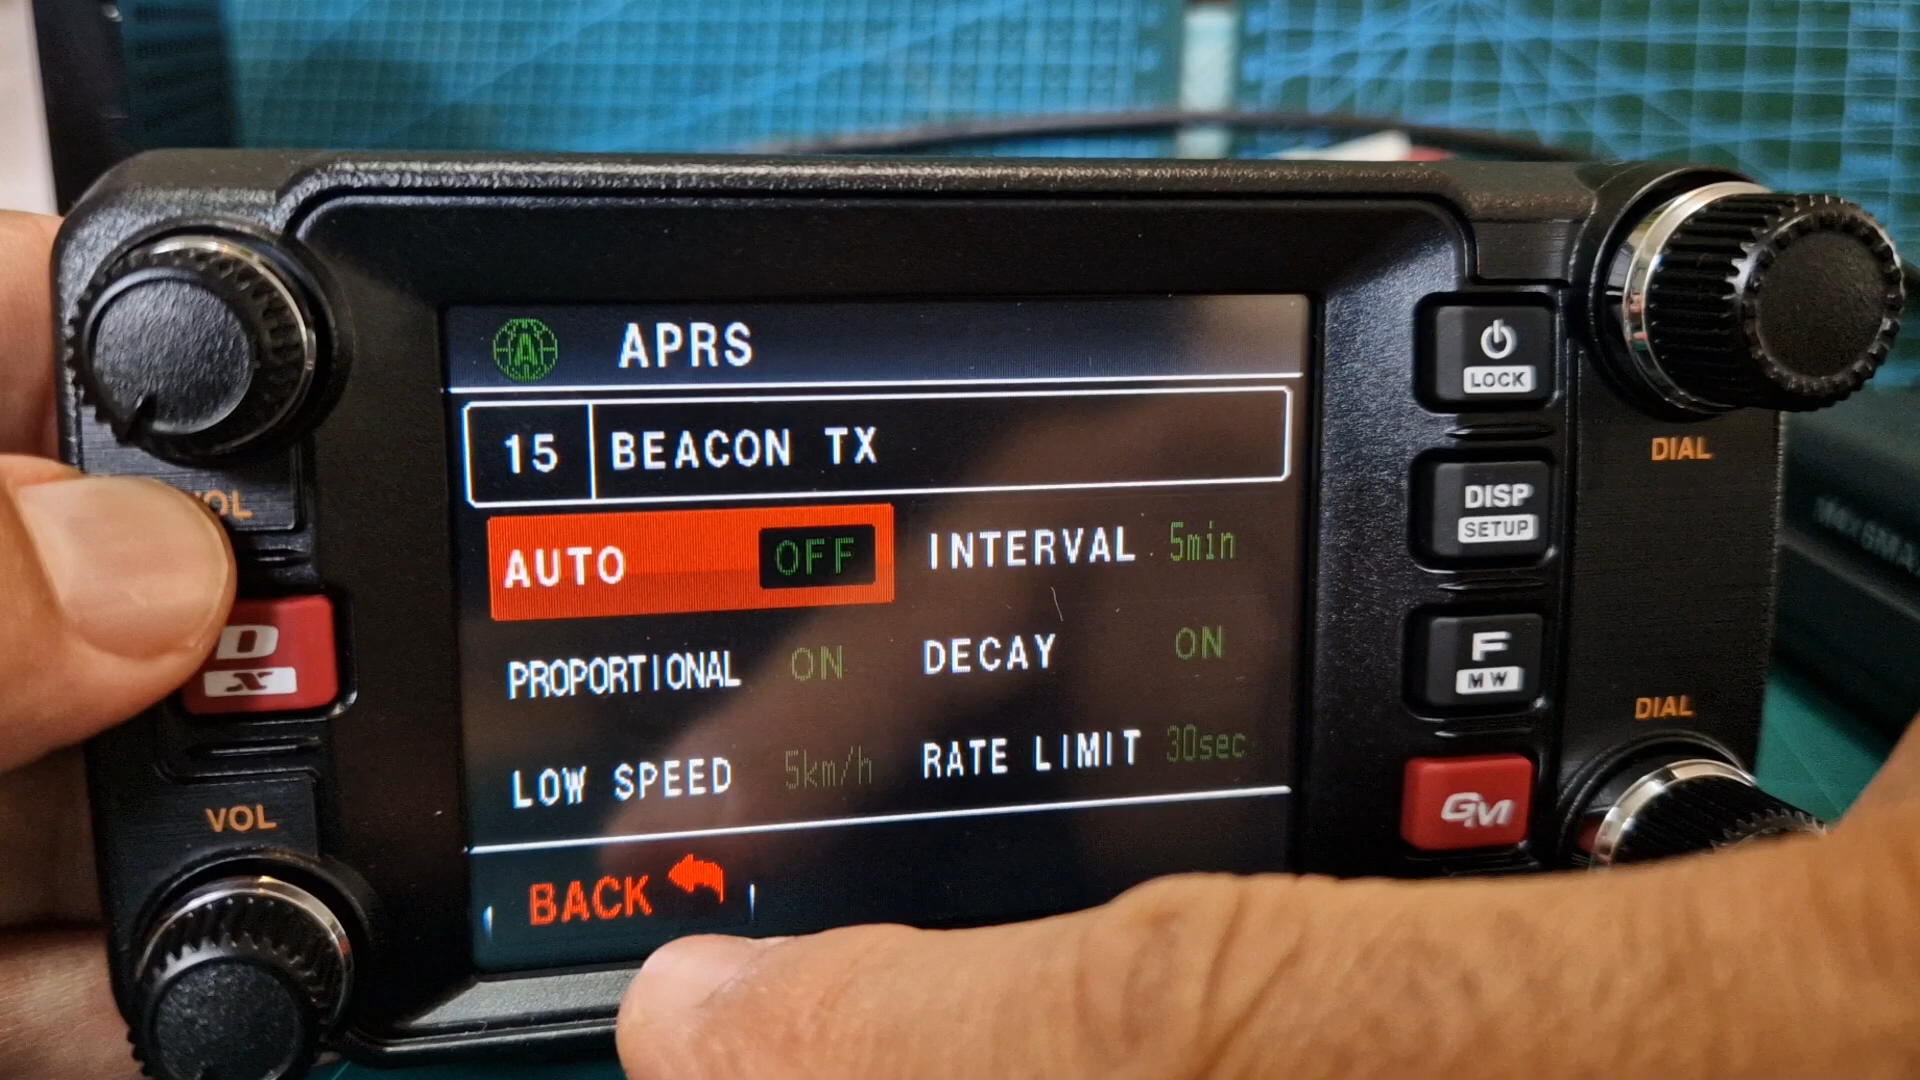 APRS
15 BEACON TX
AUTO OFF INTERVAL 5min
PROPORTIONAL ON DECAY ON
LOW SPEED 5km/h RATE LIMIT 30sec
BACK
VOL
D
X
VOL
LOCK
DISP
SETUP
F
MW
GM
DIAL
DIAL